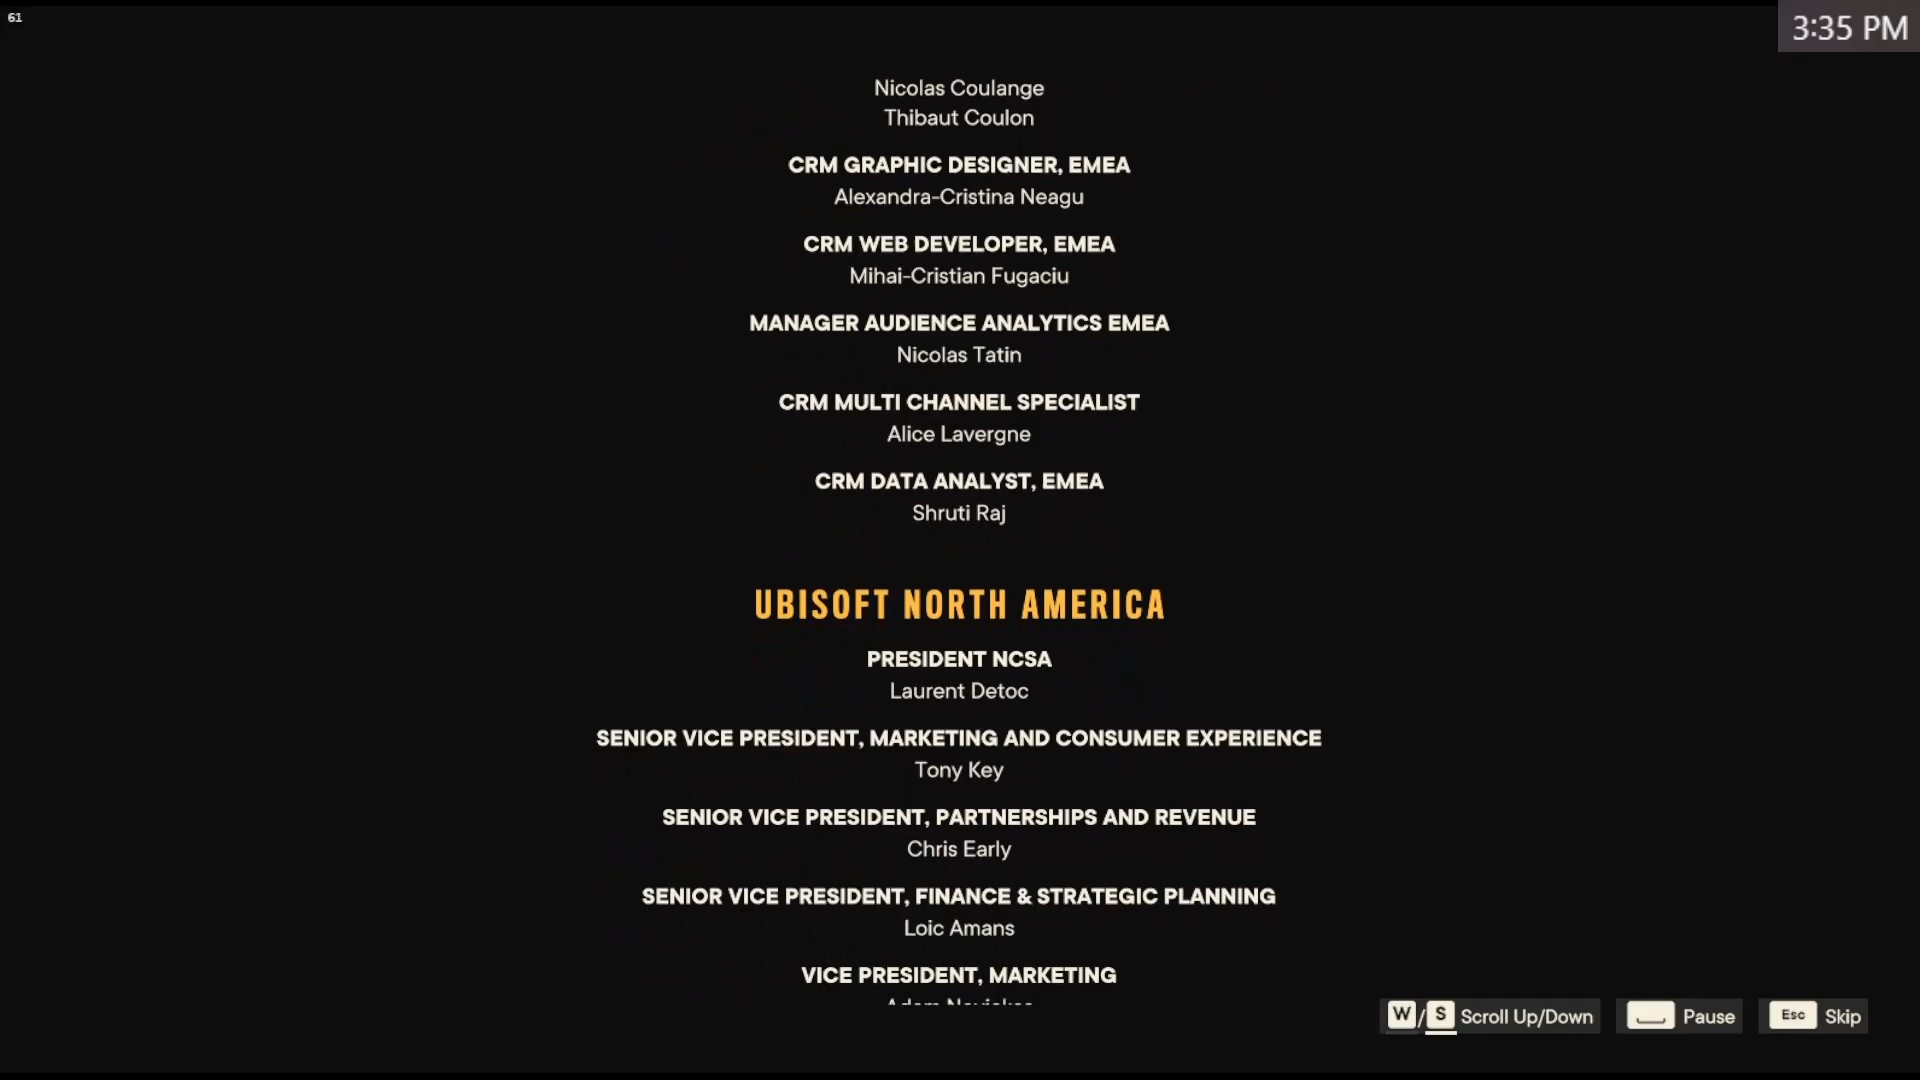 61
3:35 PM
Nicolas Coulange
Thibaut Coulon
CRM GRAPHIC DESIGNER, EMEA
Alexandra-Cristina Neagu
CRM WEB DEVELOPER, EMEA
Mihai-Cristian Fugaciu
MANAGER AUDIENCE ANALYTICS EMEA
Nicolas Tatin
CRM MULTI CHANNEL SPECIALIST
Alice Lavergne
CRM DATA ANALYST, EMEA
Shruti Raj
UBISOFT NORTH AMERICA
PRESIDENT NCSA
Laurent Detoc
SENIOR VICE PRESIDENT, MARKETING AND CONSUMER EXPERIENCE
Tony Key
SENIOR VICE PRESIDENT, PARTNERSHIPS AND REVENUE
Chris Early
SENIOR VICE PRESIDENT, FINANCE & STRATEGIC PLANNING
Loic Amans
VICE PRESIDENT, MARKETING
W/S Scroll Up/Down Pause Esc Skip